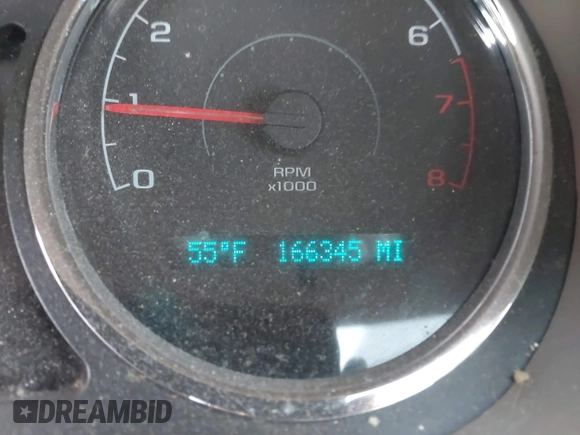 2 6
1 7
0 RPM 8
x1000
55°F 166345 MI
DREAMBID